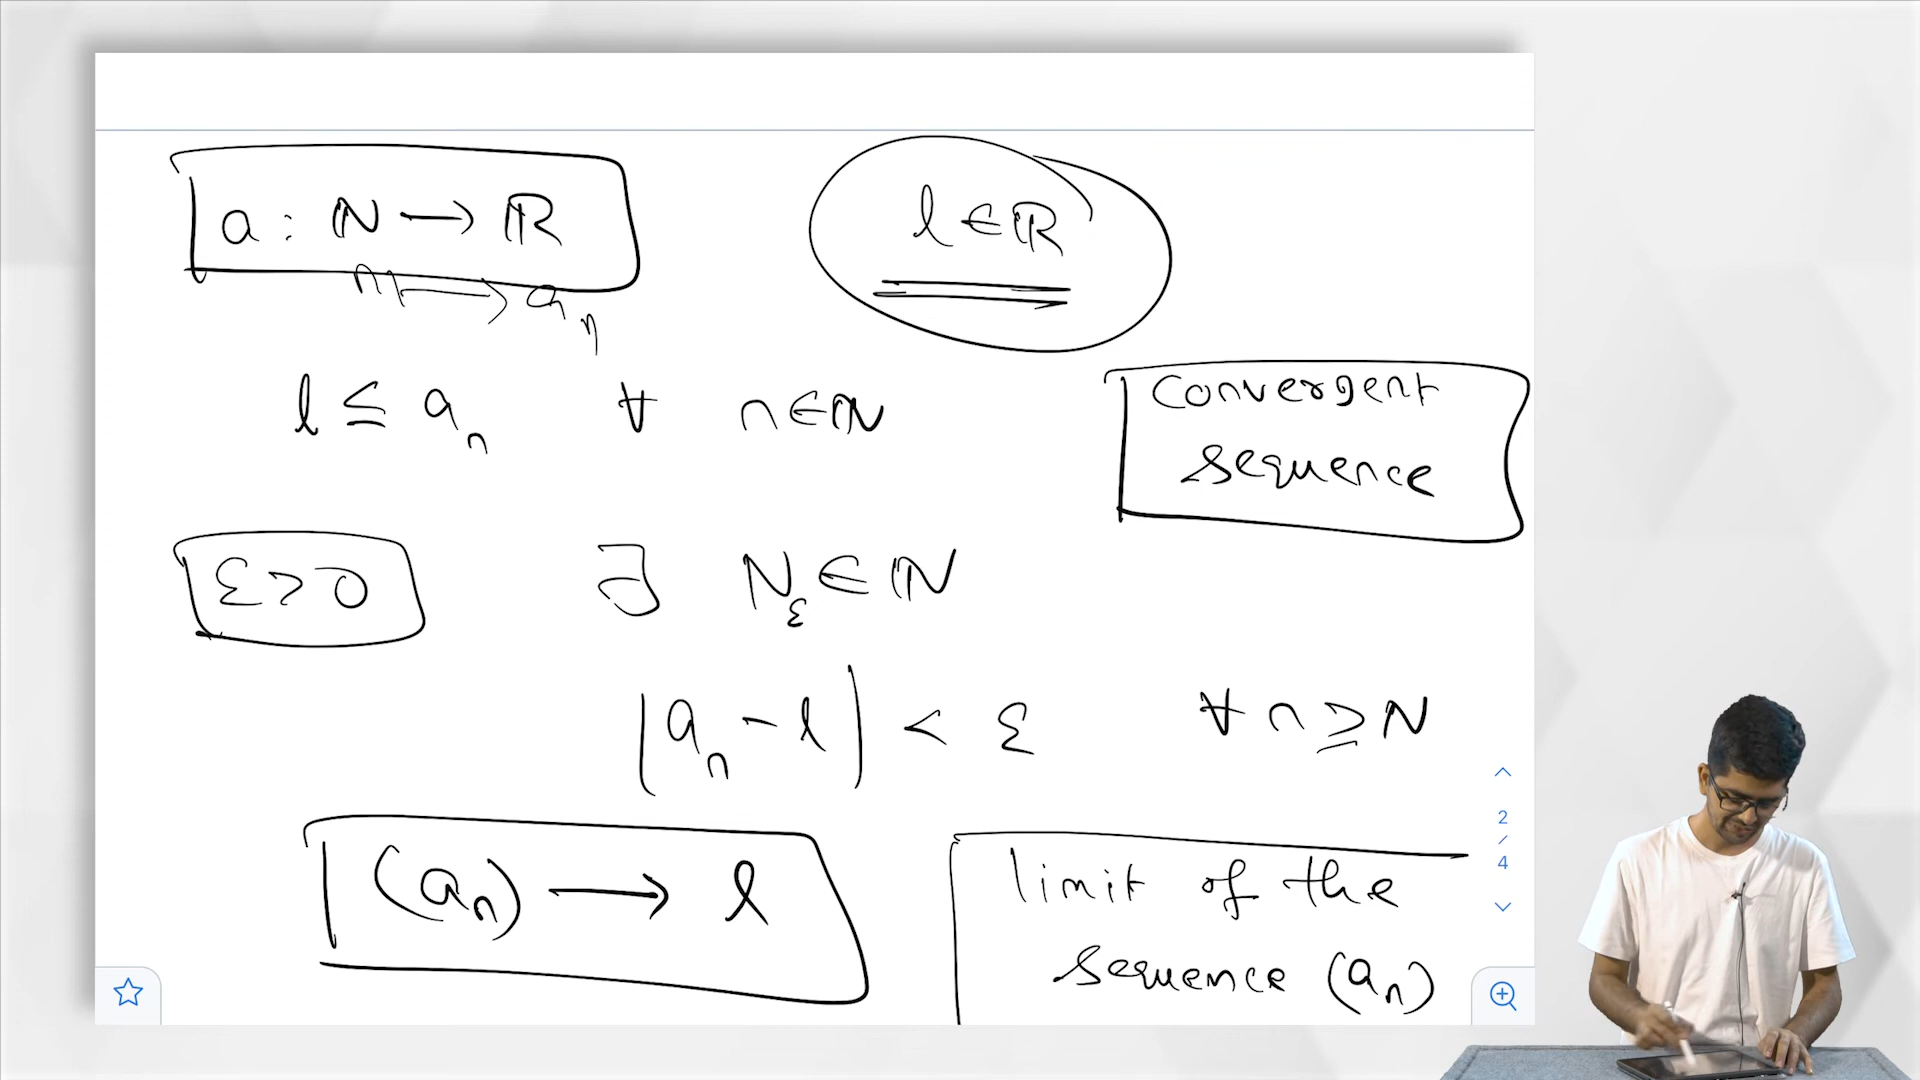 a : ℕ → ℝ
n ↦ aₙ
l ∈ ℝ
l ≤ aₙ ∀ n ∈ ℕ
convergent
sequence
ε > 0 ∃ N_ε ∈ ℕ
|aₙ - l| < ε ∀ n ≥ N
(aₙ) → l
limit of the
sequence (aₙ)
2
/
4